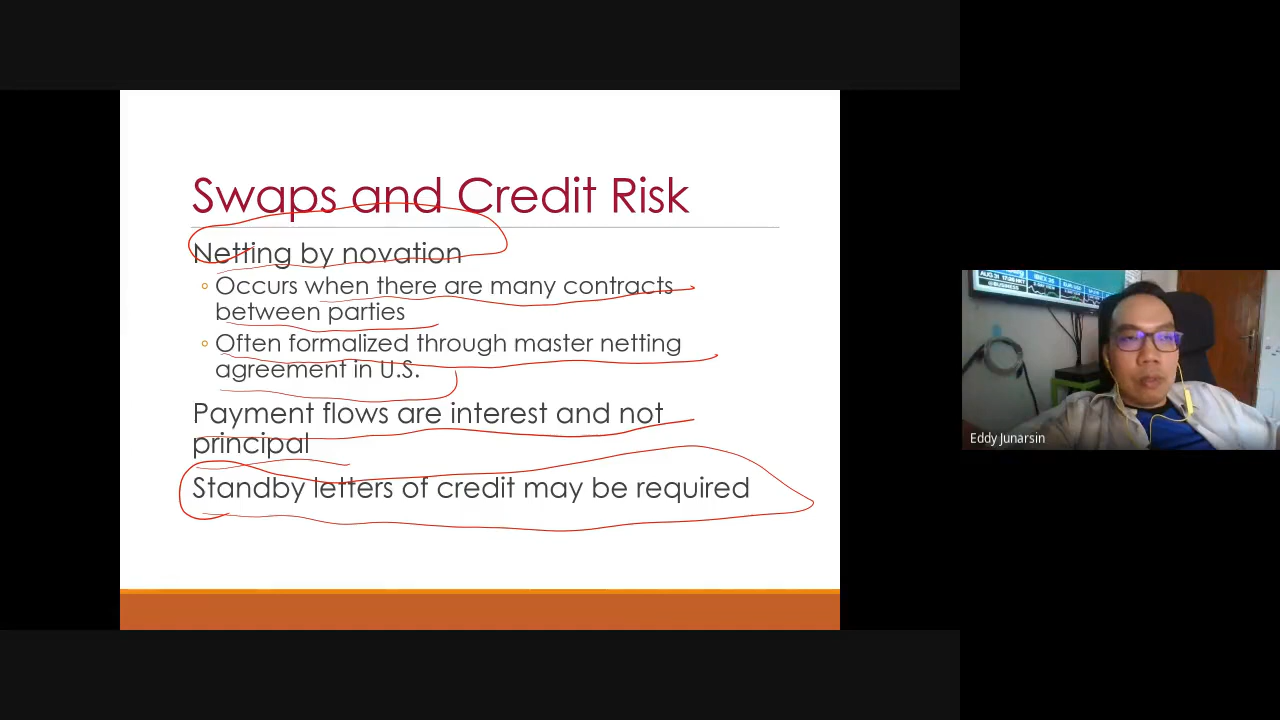 Swaps and Credit Risk
Netting by novation
◦ Occurs when there are many contracts
between parties
◦ Often formalized through master netting
agreement in U.S.
Payment flows are interest and not
principal
Standby letters of credit may be required
Eddy Junarsin